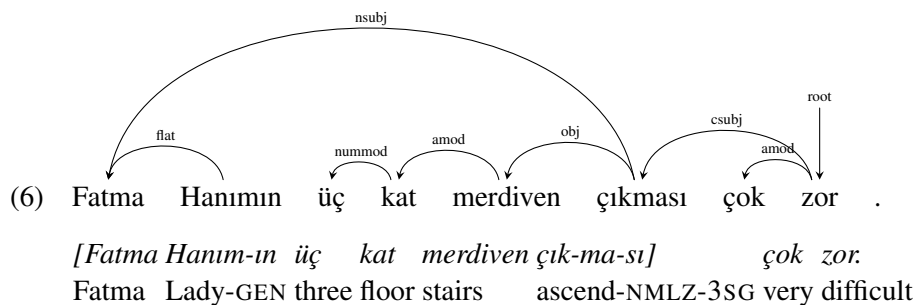 nsubj
root
csubj
flat
nummod
amod
obj
amod
(6) Fatma Hanımın üç kat merdiven çıkması çok zor .
[Fatma Hanım-ın üç kat merdiven çık-ma-sı] çok zor.
Fatma Lady-GEN three floor stairs ascend-NMLZ-3SG very difficult